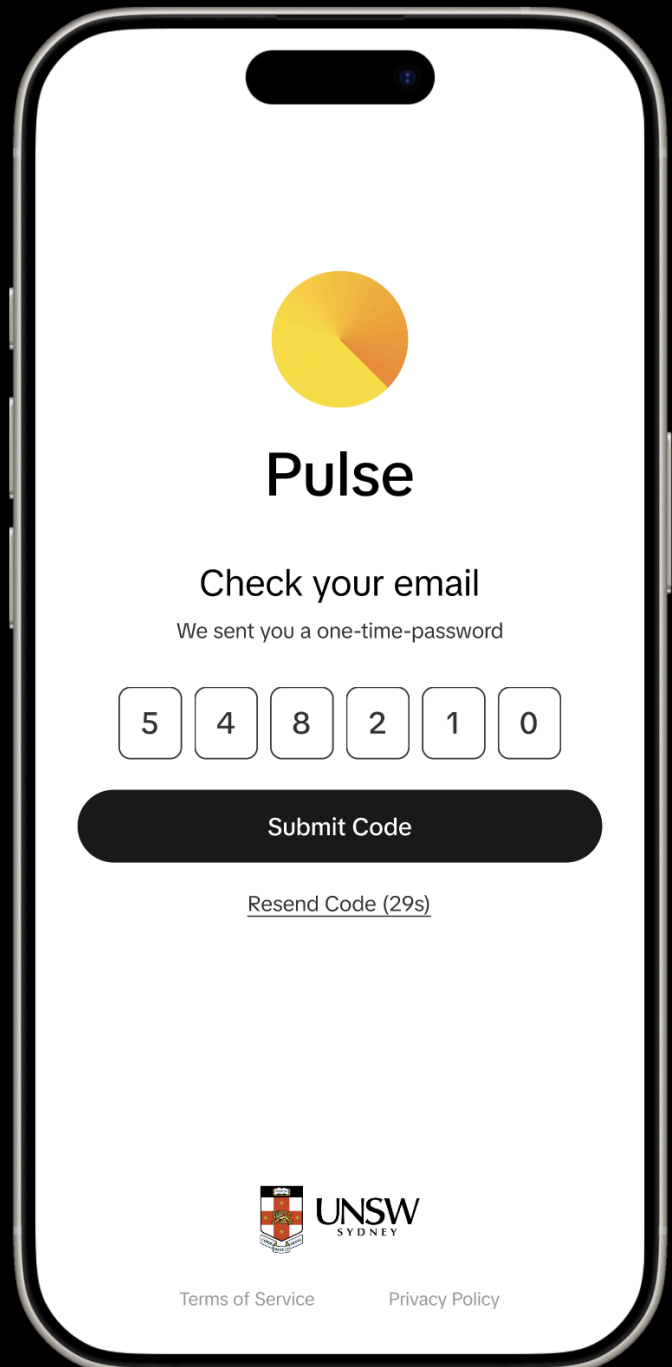 Pulse
Check your email
We sent you a one-time-password
5 4 8 2 1 0
Submit Code
Resend Code (29s)
UNSW
SYDNEY
Terms of Service Privacy Policy